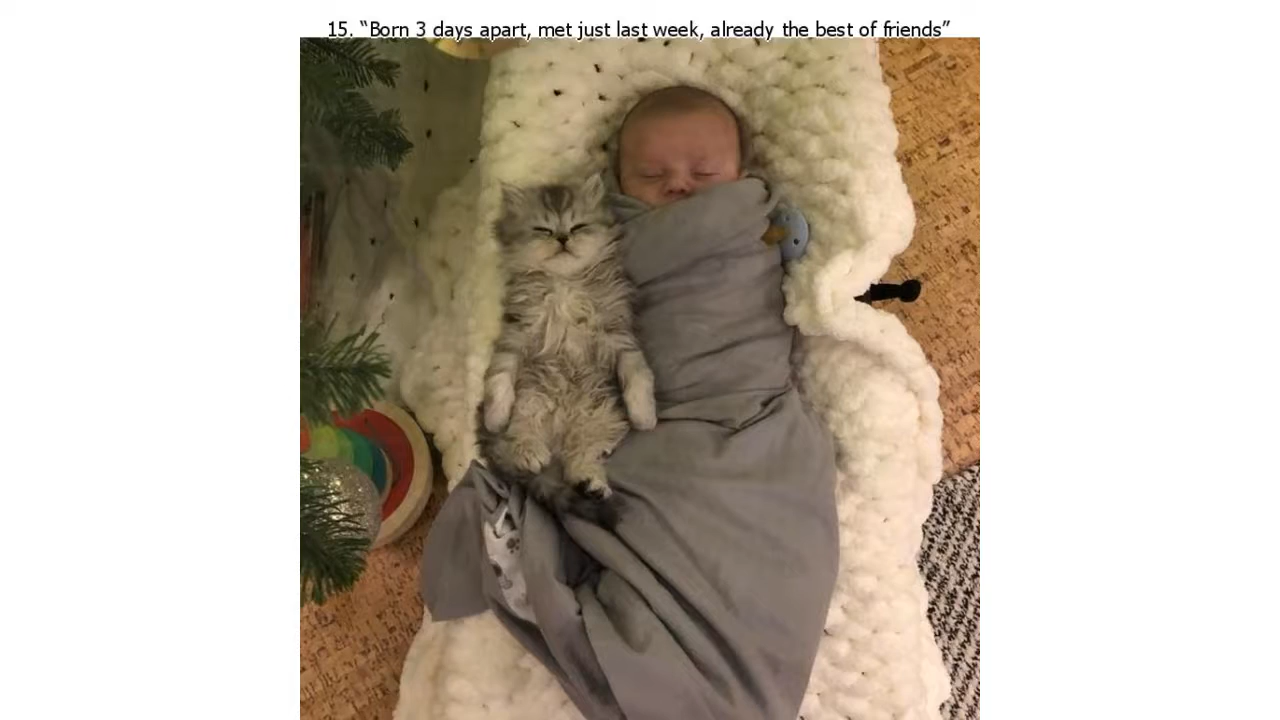 15. “Born 3 days apart, met just last week, already the best of friends”